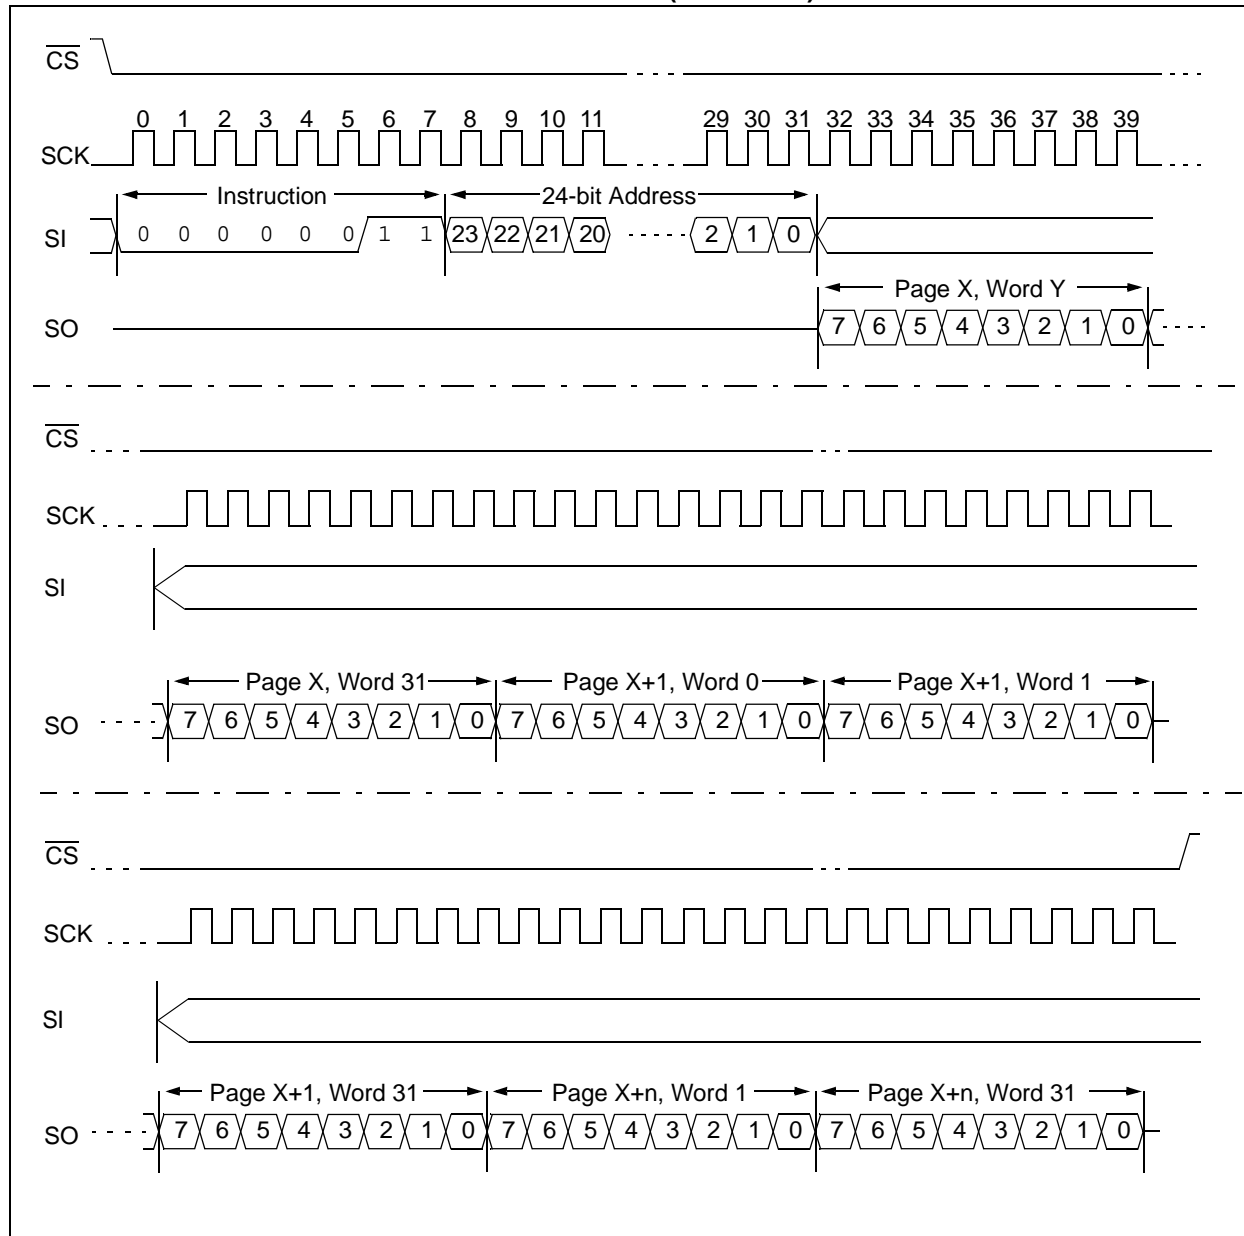 CS
0 1 2 3 4 5 6 7 8 9 10 11 29 30 31 32 33 34 35 36 37 38 39
SCK
Instruction 24-bit Address
SI 0 0 0 0 0 0 1 1 23 22 21 20 2 1 0
Page X, Word Y
SO 7 6 5 4 3 2 1 0
CS
SCK
SI
Page X, Word 31 Page X+1, Word 0 Page X+1, Word 1
SO 7 6 5 4 3 2 1 0 7 6 5 4 3 2 1 0 7 6 5 4 3 2 1 0
CS
SCK
SI
Page X+1, Word 31 Page X+n, Word 1 Page X+n, Word 31
SO 7 6 5 4 3 2 1 0 7 6 5 4 3 2 1 0 7 6 5 4 3 2 1 0